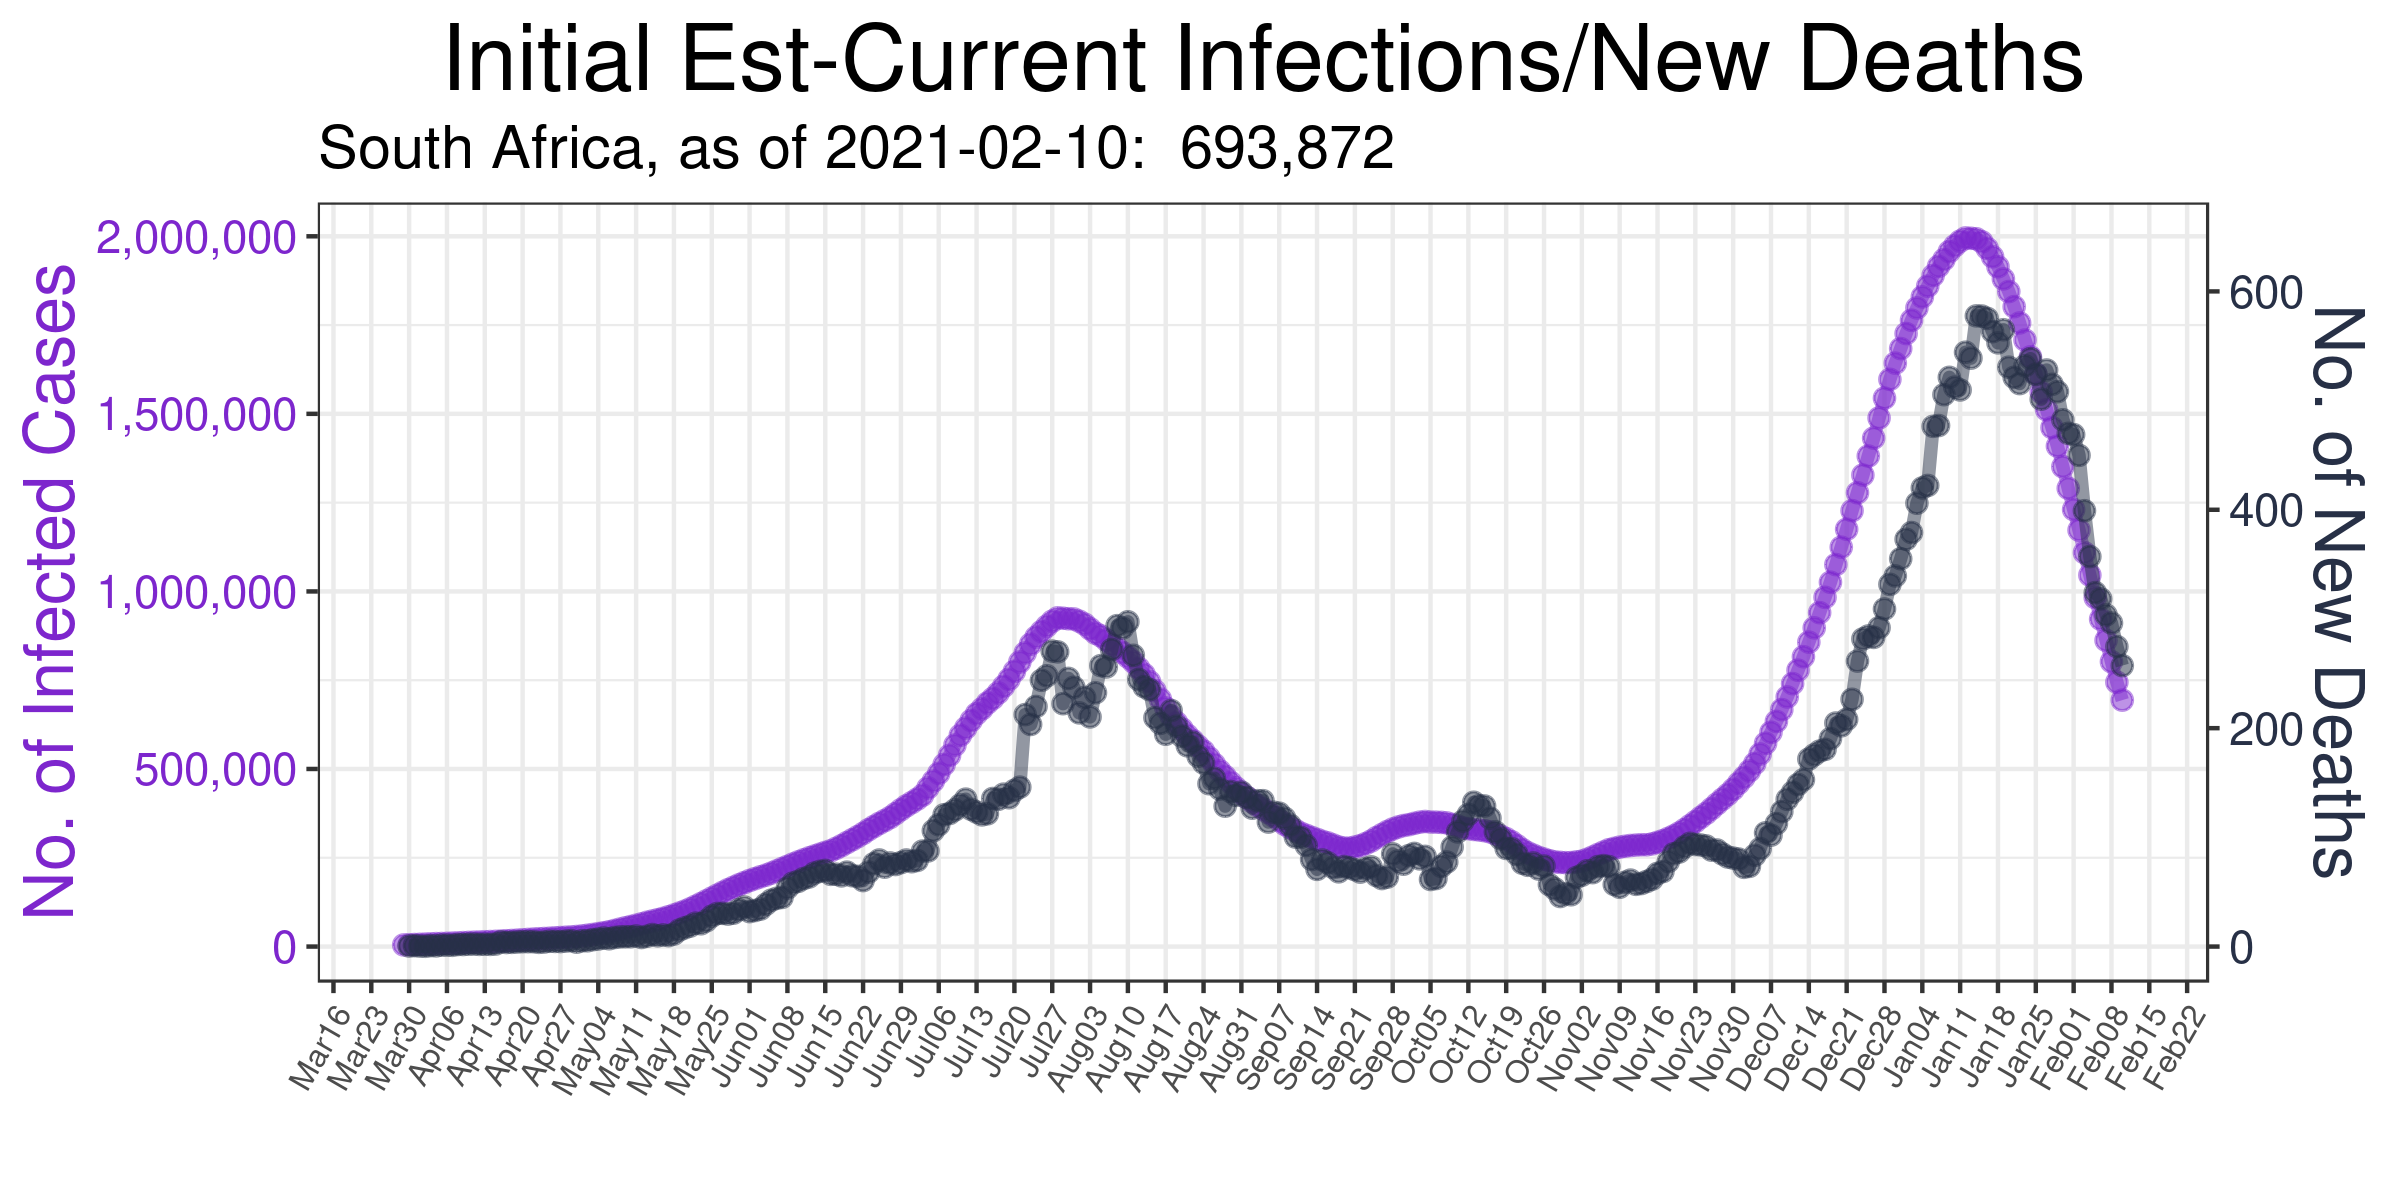 Initial Est-Current Infections/New Deaths
South Africa, as of 2021-02-10:  693,872
No. of Infected Cases
2,000,000
1,500,000
1,000,000
500,000
0
600
400
200
0
No. of New Deaths
Mar16
Mar23
Mar30
Apr06
Apr13
Apr20
Apr27
May04
May11
May18
May25
Jun01
Jun08
Jun15
Jun22
Jun29
Jul06
Jul13
Jul20
Jul27
Aug03
Aug10
Aug17
Aug24
Aug31
Sep07
Sep14
Sep21
Sep28
Oct05
Oct12
Oct19
Oct26
Nov02
Nov09
Nov16
Nov23
Nov30
Dec07
Dec14
Dec21
Dec28
Jan04
Jan11
Jan18
Jan25
Feb01
Feb08
Feb15
Feb22